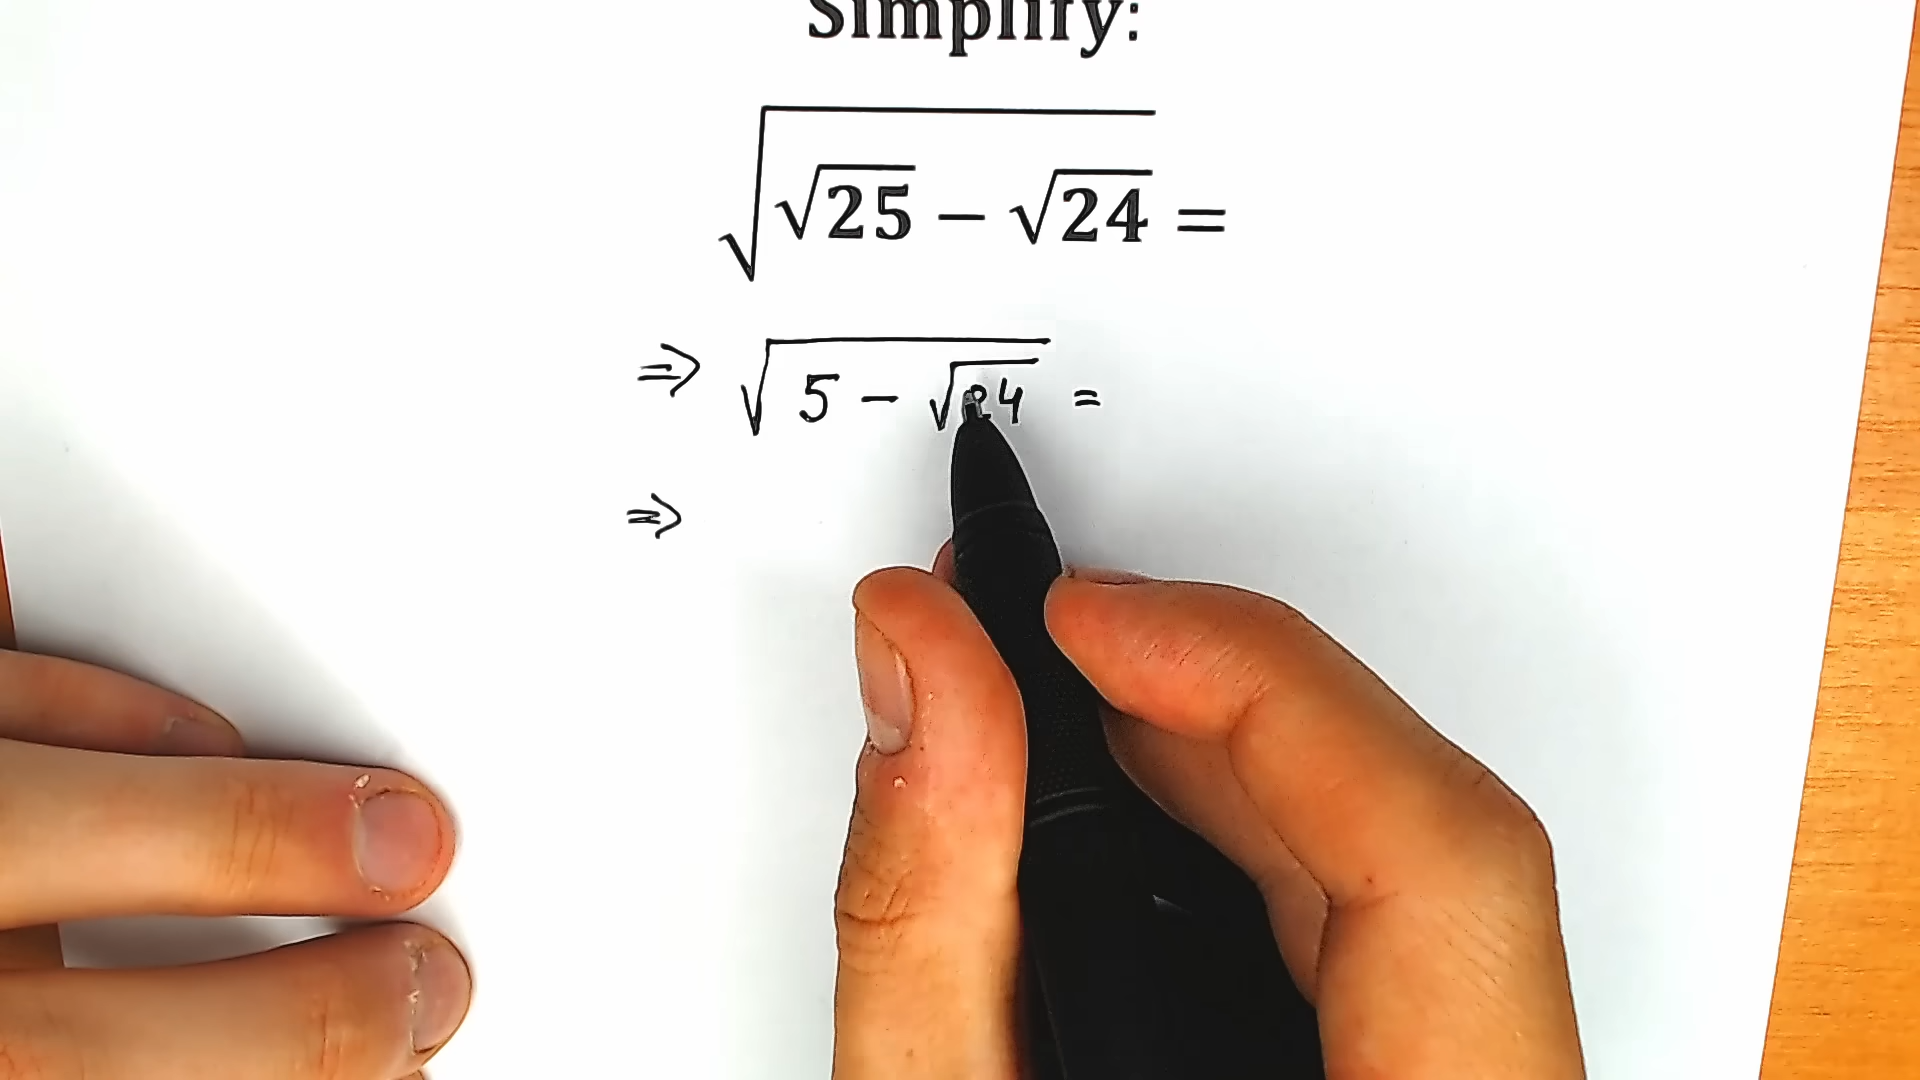 Simplify:
√(√25 − √24) =
⇒ √(5 − √24) =
⇒